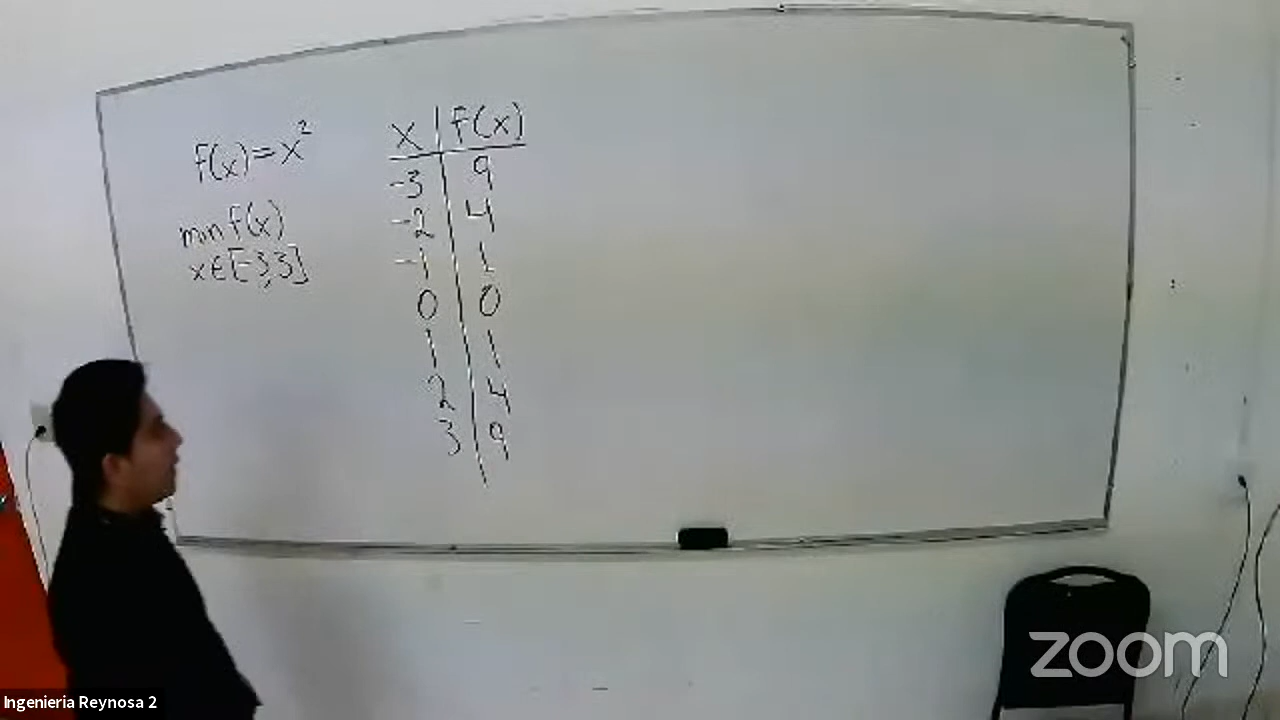 f(x)=x²
min f(x)
x∈[-3,3]
x f(x)
-3 9
-2 4
-1 1
0 0
1 1
2 4
3 9
zoom
Ingenieria Reynosa 2